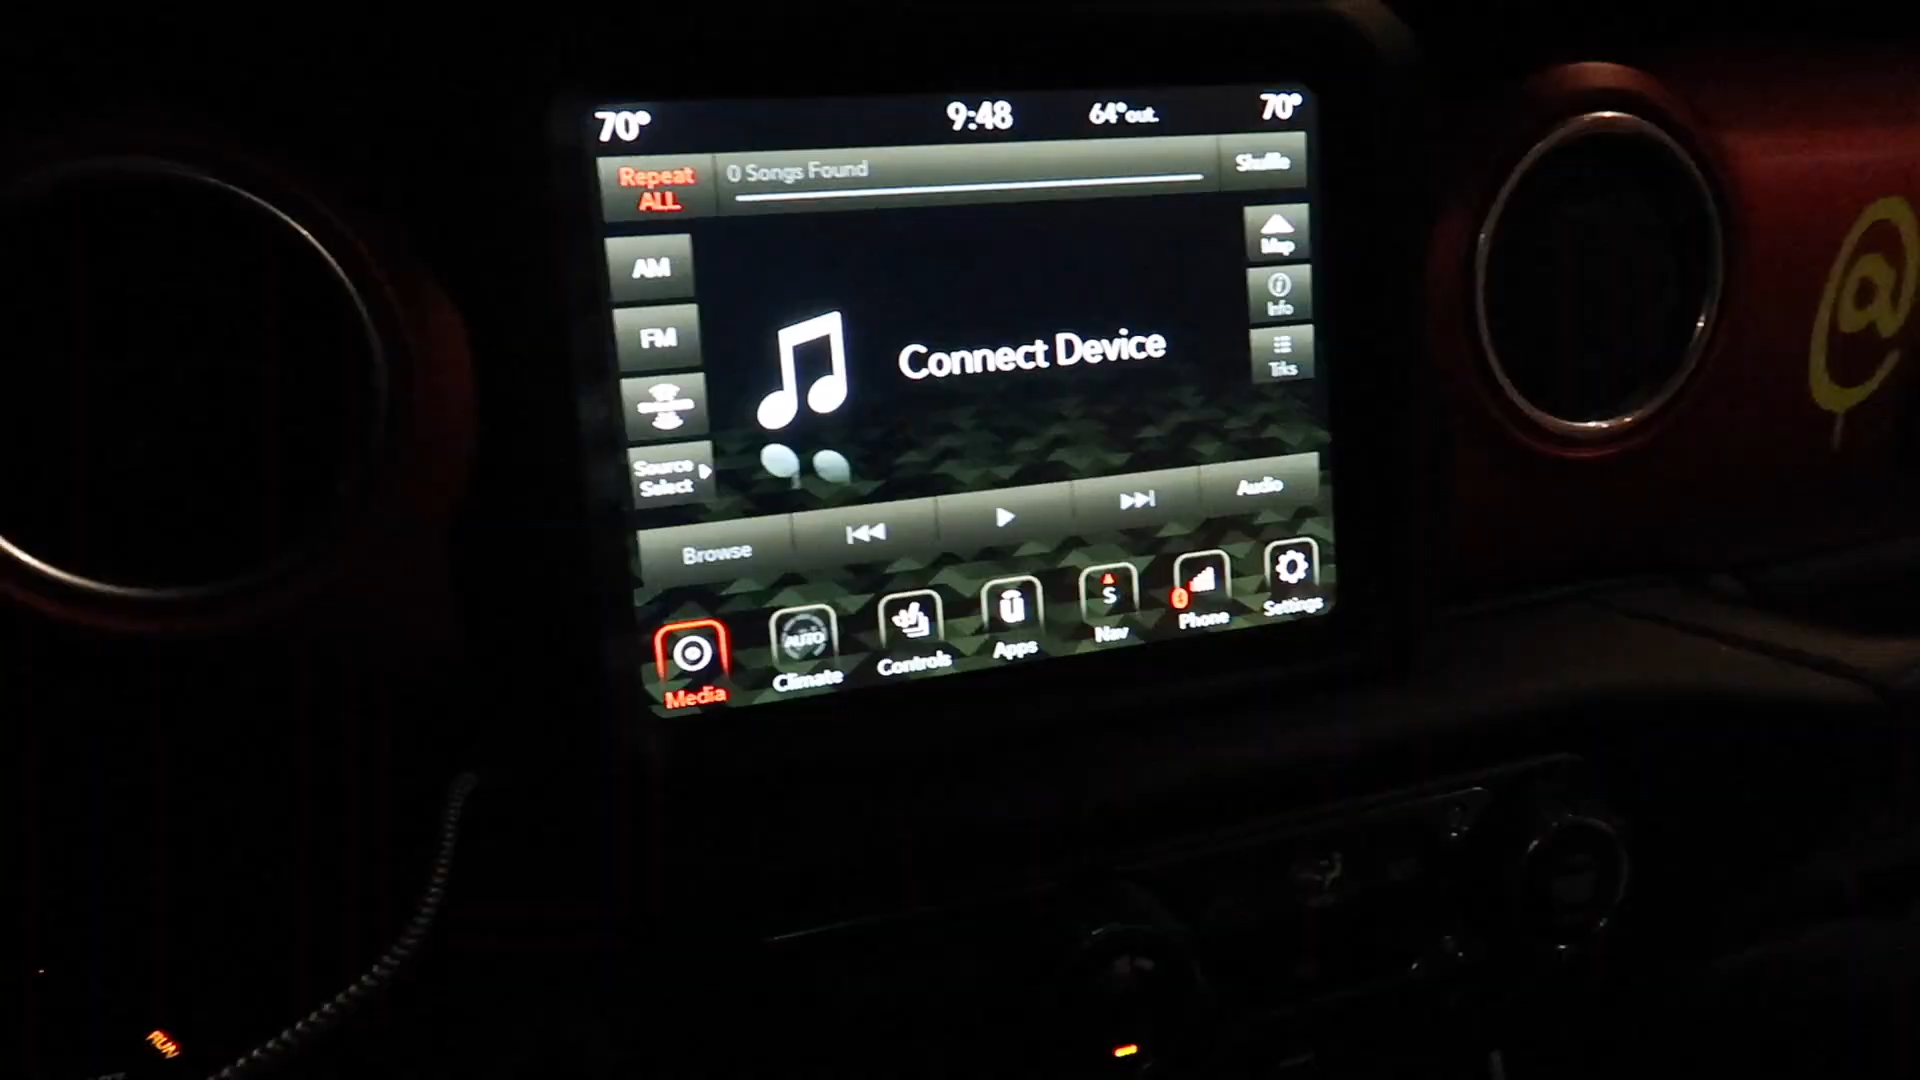 70° 9:48 64°out. 70°
Repeat ALL 0 Songs Found Shuffle
AM
FM
Source Select
Map
Info
Trks
Connect Device
Browse Audio
Media AUTO Climate Controls Apps S Nav Phone Settings
@
RUN